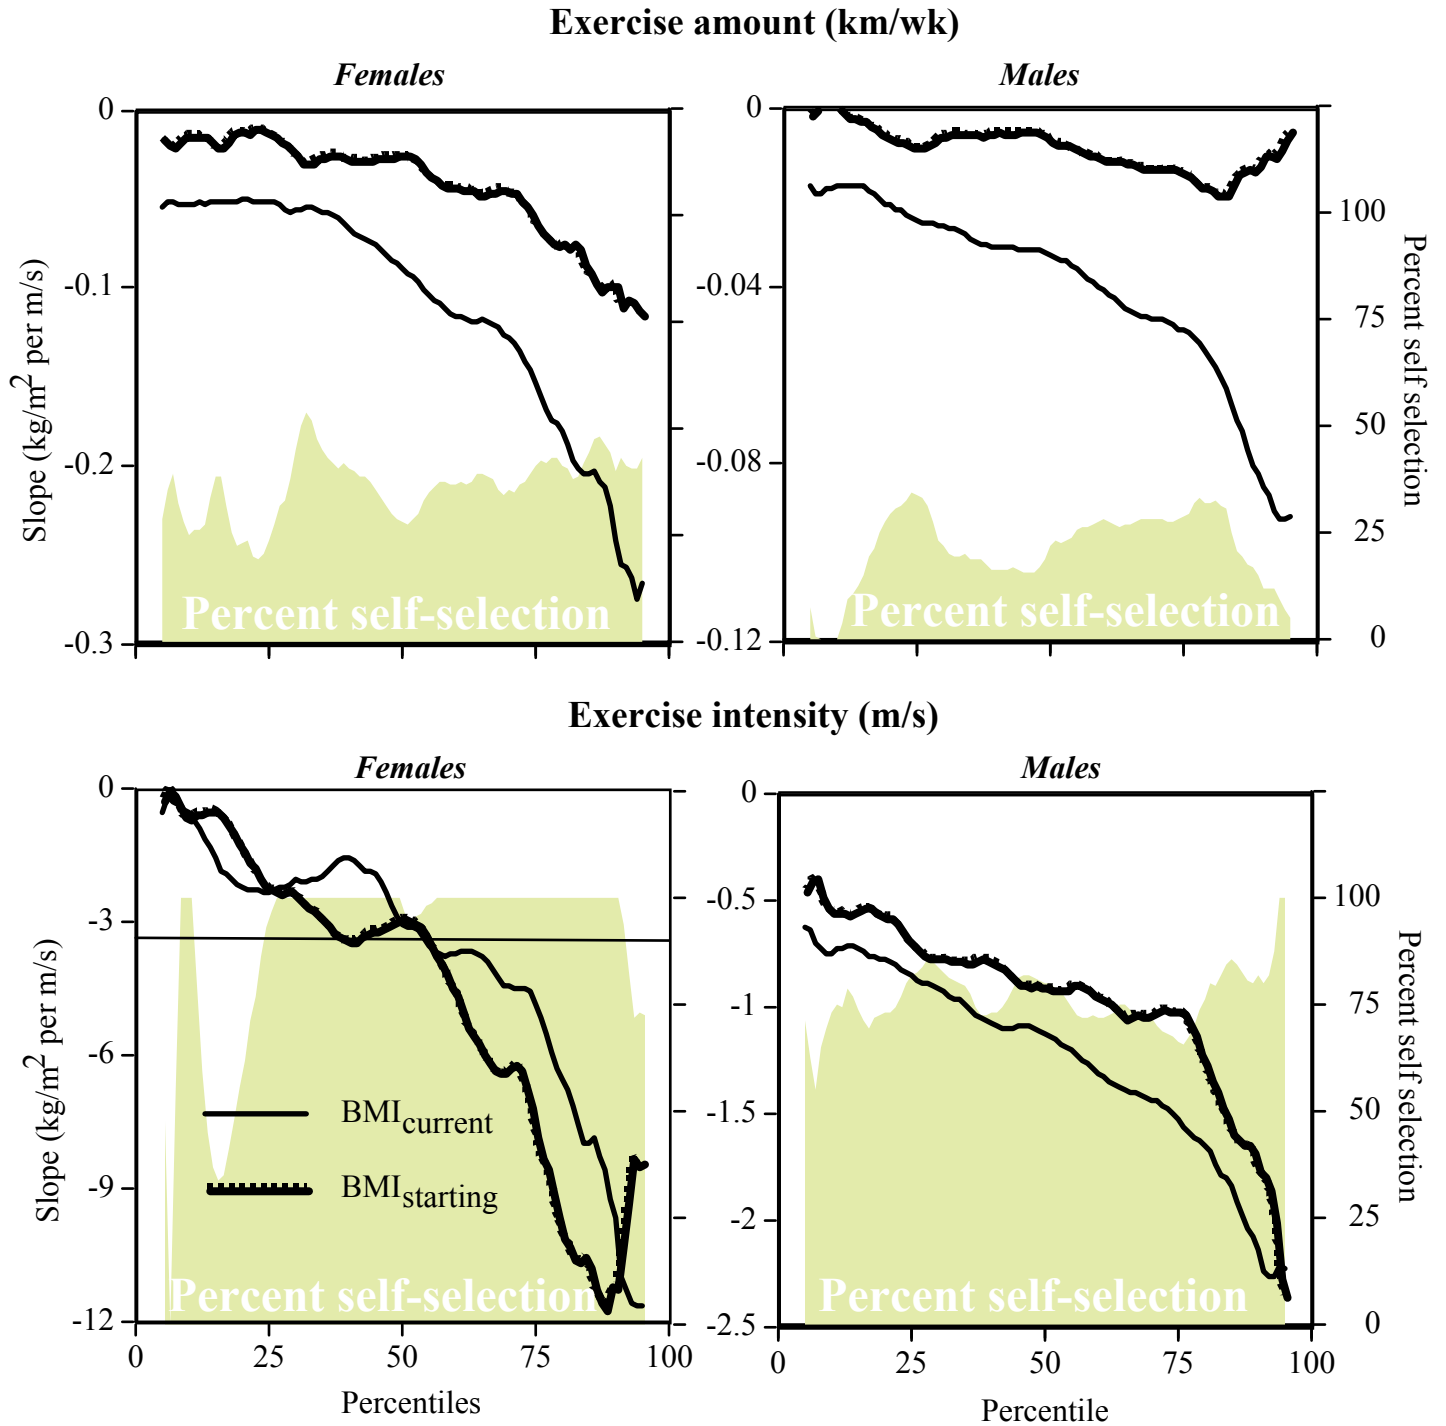 Exercise amount (km/wk)
Females
Males
0
-0.1
-0.2
-0.3
Slope (kg/m² per m/s)
Percent self-selection
0
-0.04
-0.08
-0.12
Percent self-selection
100
75
50
25
0
Percent self selection
Exercise intensity (m/s)
Females
Males
0
-3
-6
-9
-12
Slope (kg/m² per m/s)
BMIcurrent
BMIstarting
Percent self-selection
0
25
50
75
100
Percentiles
0
-0.5
-1
-1.5
-2
-2.5
Percent self-selection
100
75
50
25
0
Percent self selection
0
25
50
75
100
Percentile